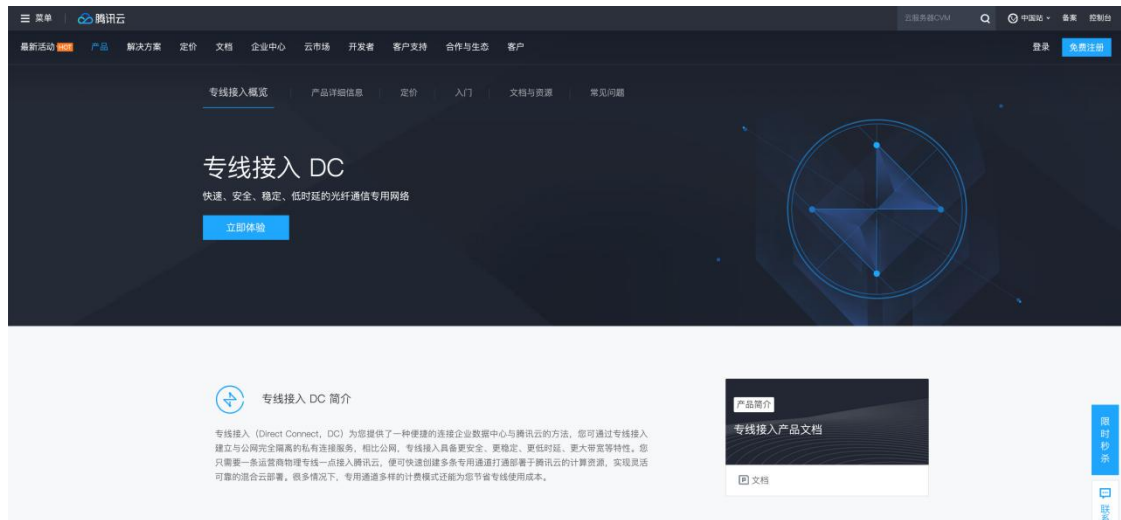 菜单
腾讯云
云服务器CVM
中国站
备案
控制台
最新活动 HOT
产品
解决方案
定价
文档
企业中心
云市场
开发者
客户支持
合作与生态
客户
登录
免费注册
专线接入概览
产品详细信息
定价
入门
文档与资源
常见问题
专线接入 DC
快速、安全、稳定、低时延的光纤通信专用网络
立即体验
专线接入 DC 简介
专线接入（Direct Connect，DC）为您提供了一种便捷的连接企业数据中心与腾讯云的方法，您可通过专线接入
建立与公网完全隔离的私有连接服务，相比公网，专线接入具备更安全、更稳定、更低时延、更大带宽等特性。您
只需要一条运营商物理专线一点接入腾讯云，便可快速创建多条专用通道打通部署于腾讯云的计算资源，实现灵活
可靠的混合云部署。很多情况下，专用通道多样的计费模式还能为您节省专线使用成本。
产品简介
专线接入产品文档
文档
限时秒杀
联系